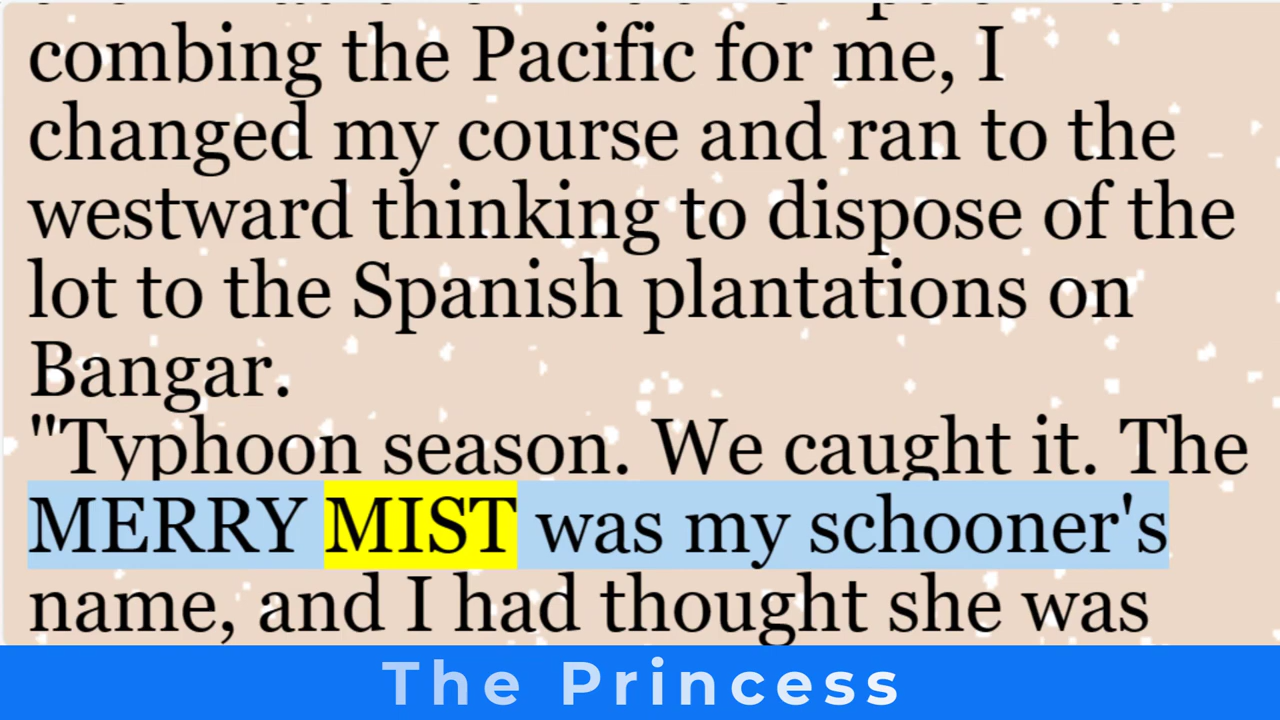 combing the Pacific for me, I
changed my course and ran to the
westward thinking to dispose of the
lot to the Spanish plantations on
Bangar.
"Typhoon season. We caught it. The
MERRY MIST was my schooner's
name, and I had thought she was
The Princess